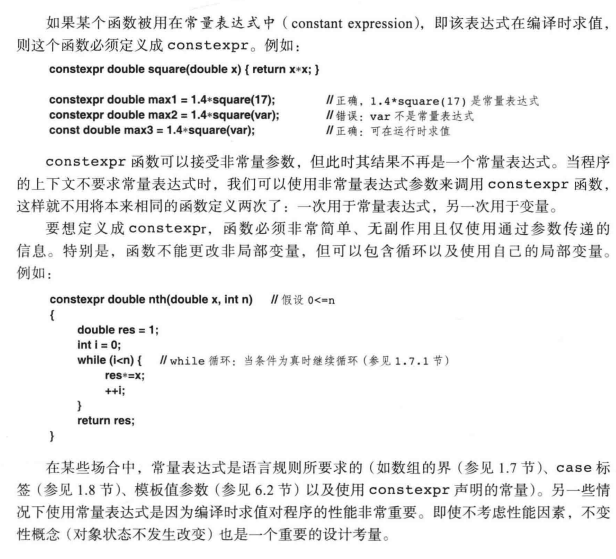 如果某个函数被用在常量表达式中（constant expression），即该表达式在编译时求值，
则这个函数必须定义成 constexpr。例如：
constexpr double square(double x) { return x*x; }
constexpr double max1 = 1.4*square(17); // 正确，1.4*square(17) 是常量表达式
constexpr double max2 = 1.4*square(var); // 错误：var 不是常量表达式
const double max3 = 1.4*square(var); // 正确：可在运行时求值
constexpr 函数可以接受非常量参数，但此时其结果不再是一个常量表达式。当程序
的上下文不要求常量表达式时，我们可以使用非常量表达式参数来调用 constexpr 函数，
这样就不用将本来相同的函数定义两次了：一次用于常量表达式，另一次用于变量。
要想定义成 constexpr，函数必须非常简单、无副作用且仅使用通过参数传递的
信息。特别是，函数不能更改非局部变量，但可以包含循环以及使用自己的局部变量。
例如：
constexpr double nth(double x, int n) // 假设 0<=n
{
double res = 1;
int i = 0;
while (i<n) { // while 循环：当条件为真时继续循环（参见 1.7.1 节）
res*=x;
++i;
}
return res;
}
在某些场合中，常量表达式是语言规则所要求的（如数组的界（参见 1.7 节）、case 标
签（参见 1.8 节）、模板值参数（参见 6.2 节）以及使用 constexpr 声明的常量）。另一些情
况下使用常量表达式是因为编译时求值对程序的性能非常重要。即使不考虑性能因素，不变
性概念（对象状态不发生改变）也是一个重要的设计考量。